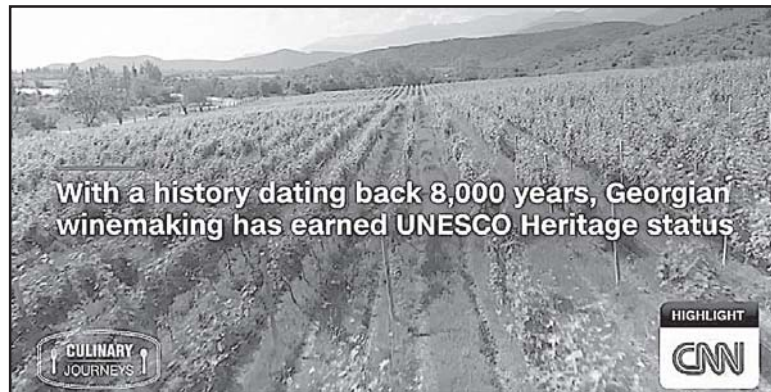 With a history dating back 8,000 years, Georgian
winemaking has earned UNESCO Heritage status
CULINARY
JOURNEYS
HIGHLIGHT
CNN